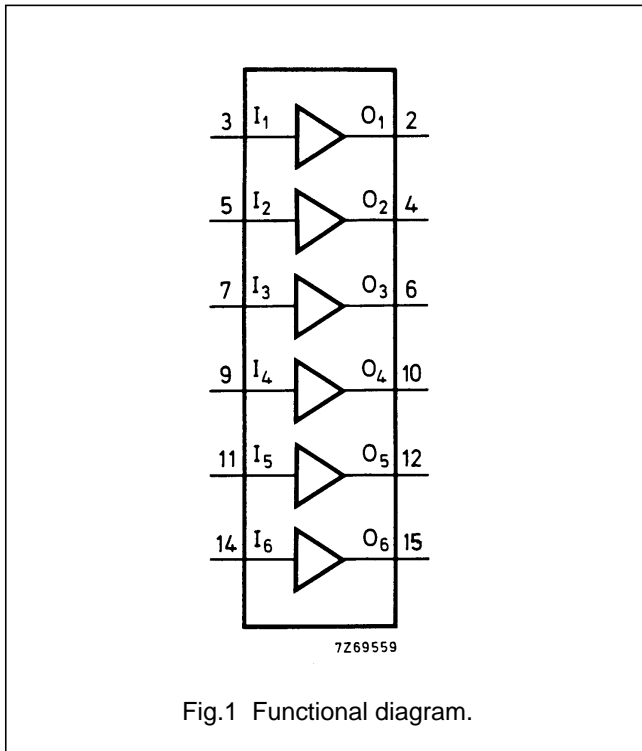 3 I₁ O₁ 2
5 I₂ O₂ 4
7 I₃ O₃ 6
9 I₄ O₄ 10
11 I₅ O₅ 12
14 I₆ O₆ 15
7Z69559
Fig.1 Functional diagram.